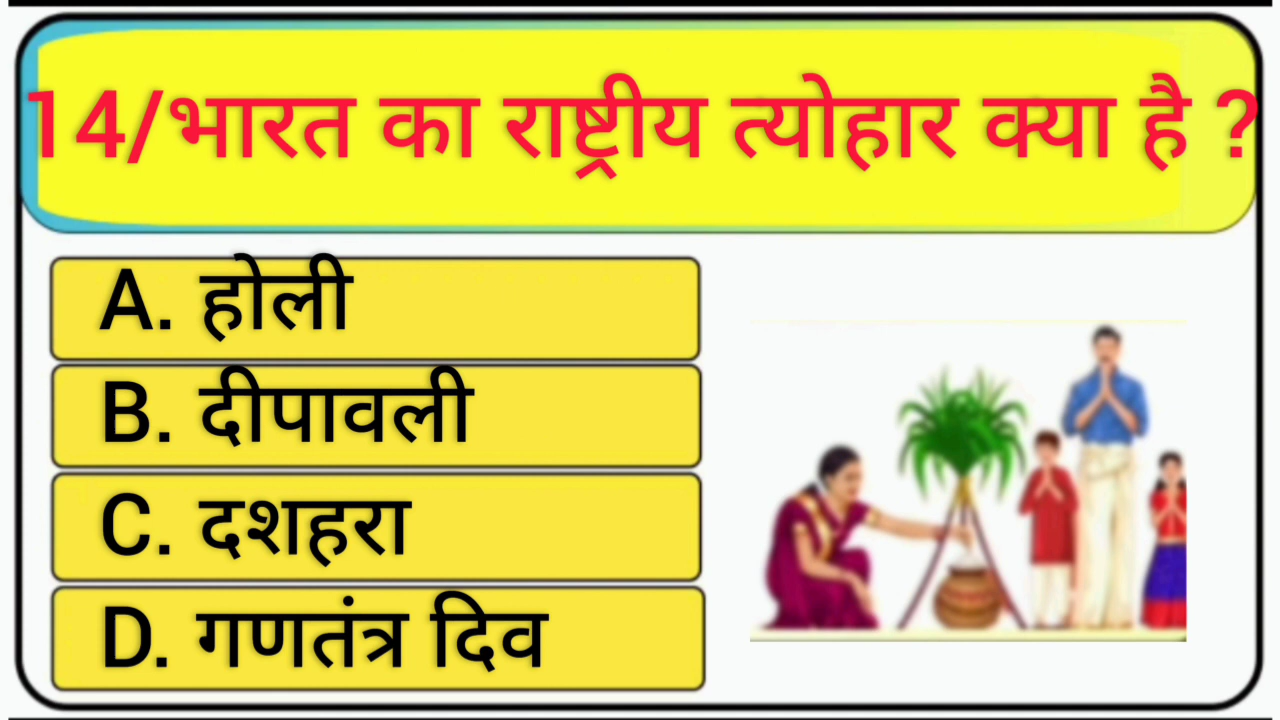 14/भारत का राष्ट्रीय त्योहार क्या है ?
A. होली
B. दीपावली
C. दशहरा
D. गणतंत्र दिव